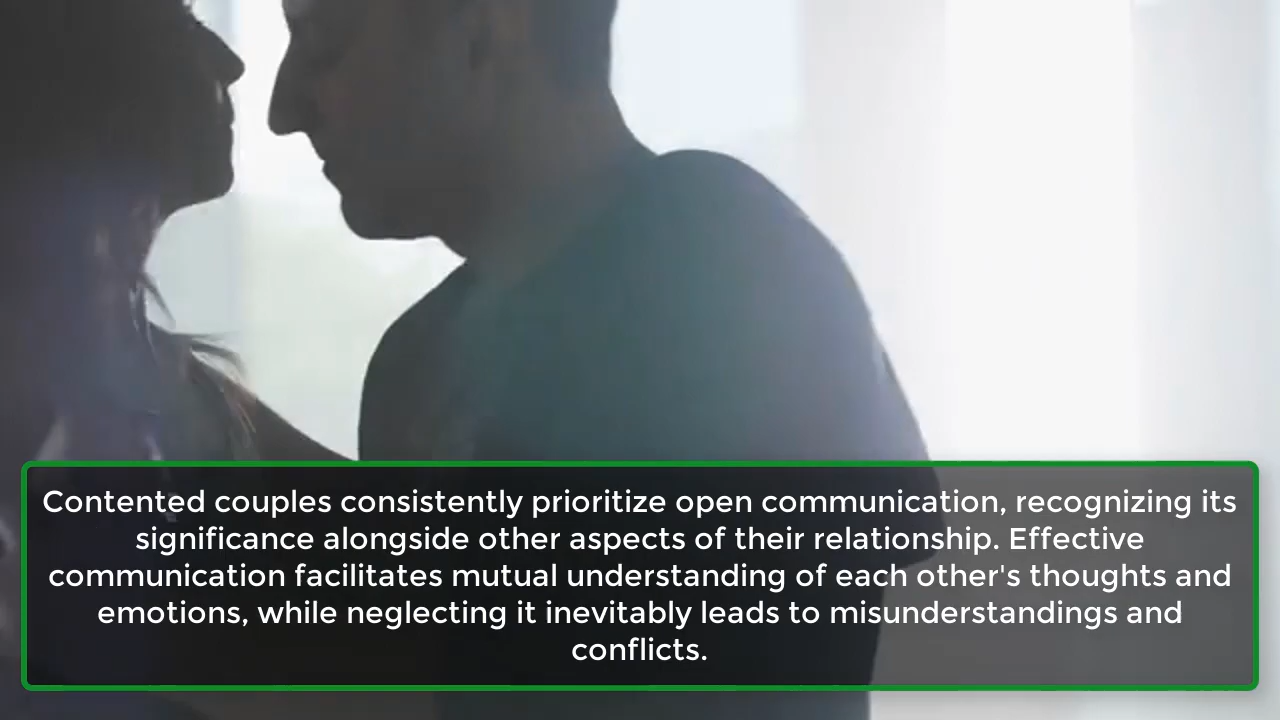 Contented couples consistently prioritize open communication, recognizing its
significance alongside other aspects of their relationship. Effective
communication facilitates mutual understanding of each other's thoughts and
emotions, while neglecting it inevitably leads to misunderstandings and
conflicts.